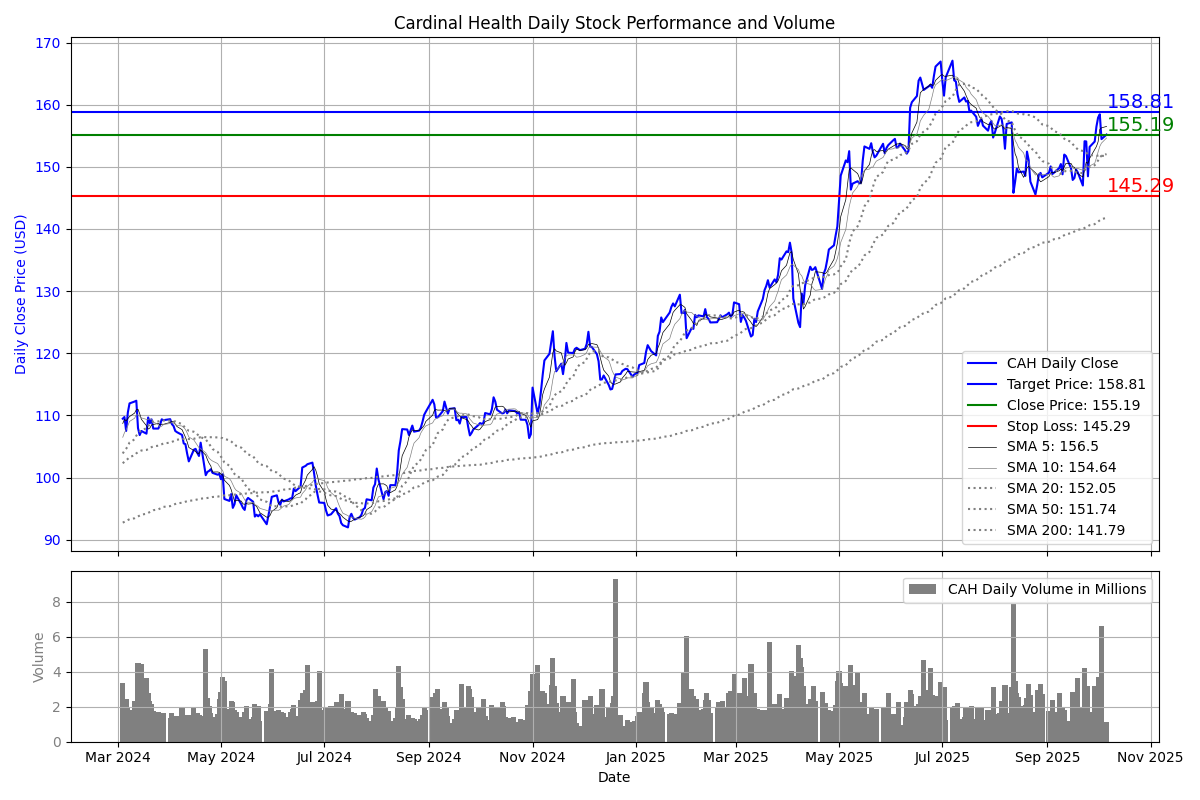 Cardinal Health Daily Stock Performance and Volume
Daily Close Price (USD)
170
160
150
140
130
120
110
100
90
158.81
155.19
145.29
CAH Daily Close
Target Price: 158.81
Close Price: 155.19
Stop Loss: 145.29
SMA 5: 156.5
SMA 10: 154.64
SMA 20: 152.05
SMA 50: 151.74
SMA 200: 141.79
Volume
8
6
4
2
0
CAH Daily Volume in Millions
Mar 2024 May 2024 Jul 2024 Sep 2024 Nov 2024 Jan 2025 Mar 2025 May 2025 Jul 2025 Sep 2025 Nov 2025
Date